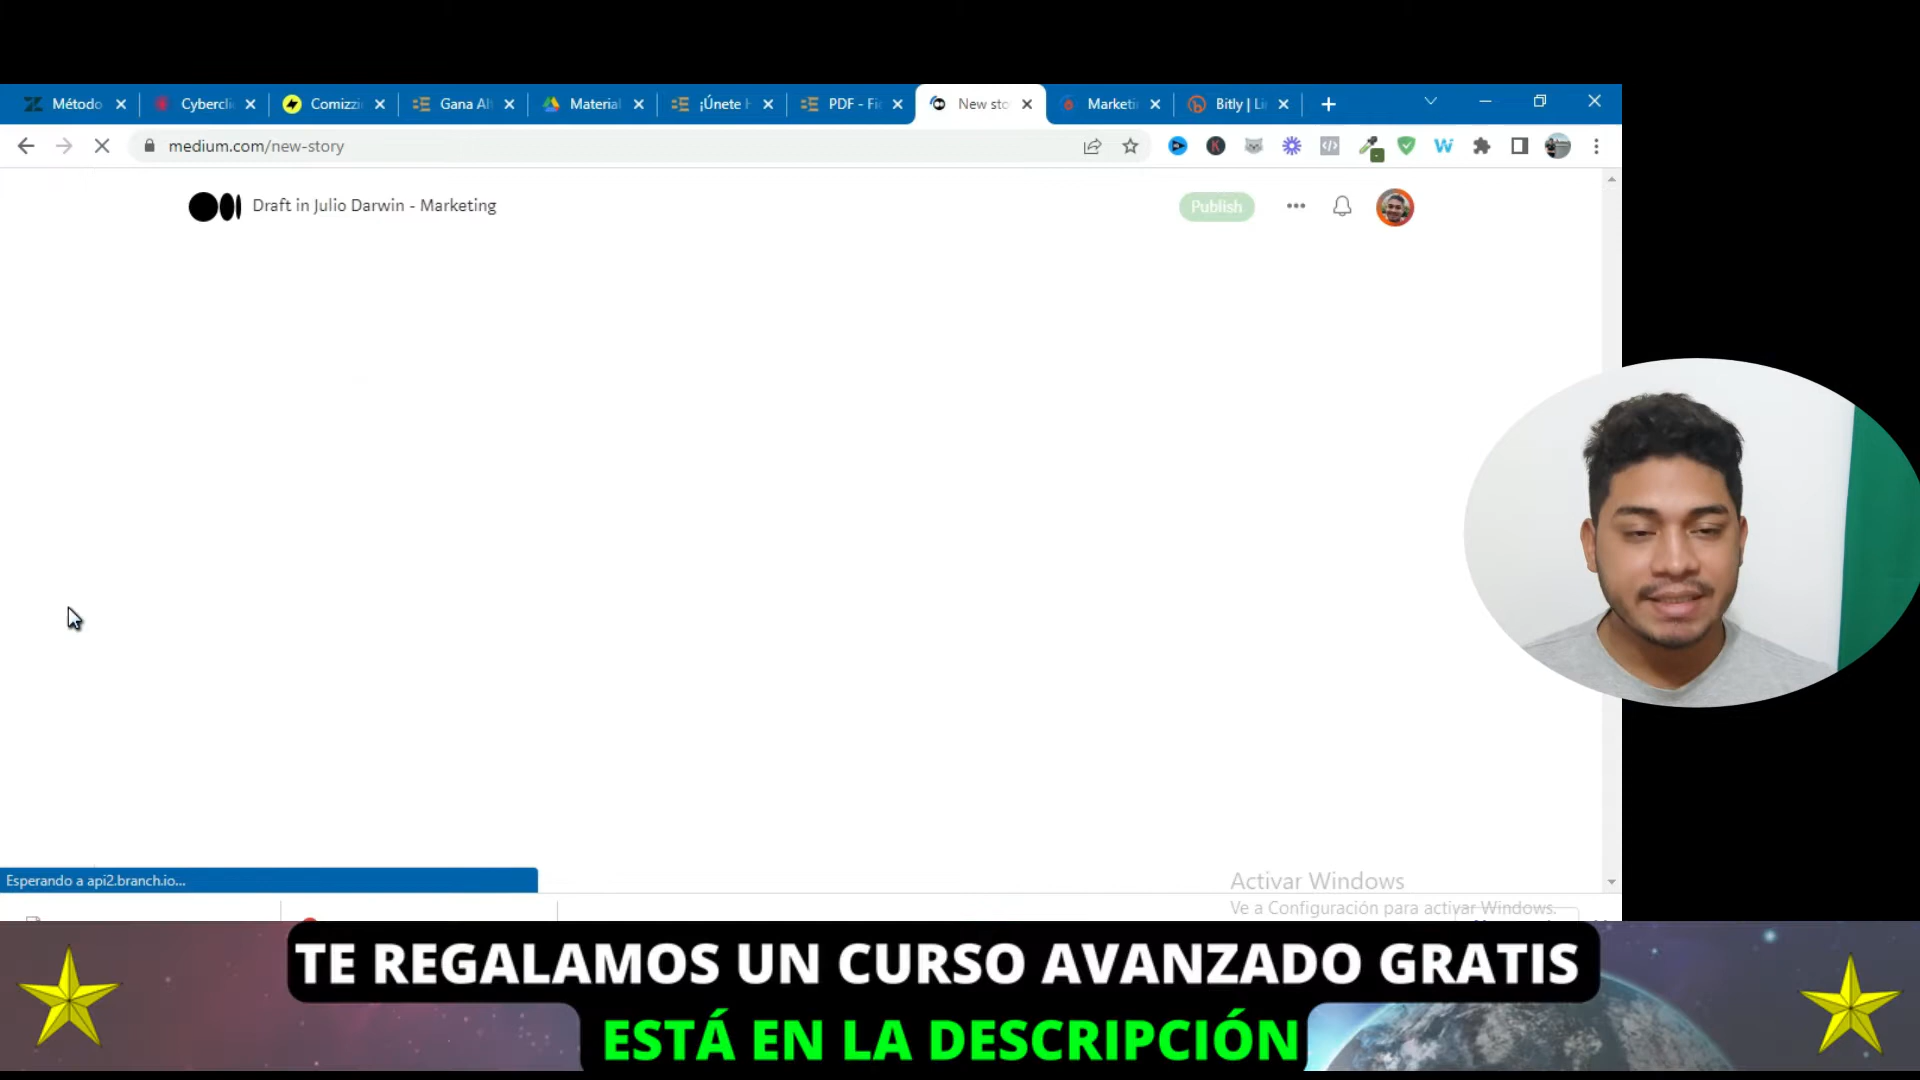 Método
Cybercli
Comizzi
Gana Al
Material
¡Únete H
PDF - Fic
New sto
Marketi
Bitly | Li
medium.com/new-story
Draft in Julio Darwin - Marketing
Publish
Esperando a api2.branch.io...
Activar Windows
Ve a Configuración para activar Windows.
TE REGALAMOS UN CURSO AVANZADO GRATIS
ESTÁ EN LA DESCRIPCIÓN